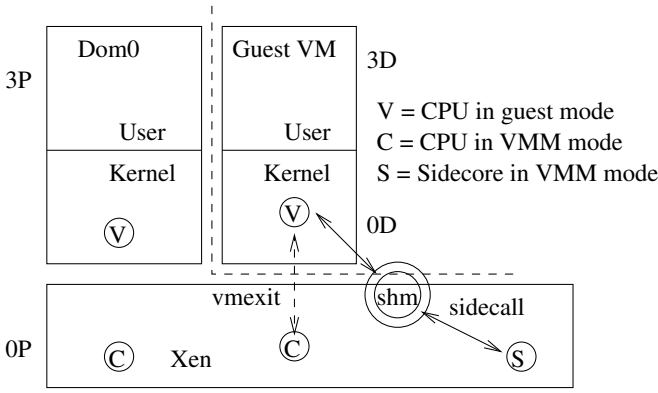 Dom0
Guest VM
3P
3D
V = CPU in guest mode
User
User
C = CPU in VMM mode
Kernel
Kernel
S = Sidecore in VMM mode
V
V
0D
vmexit
shm
sidecall
0P
C
Xen
C
S